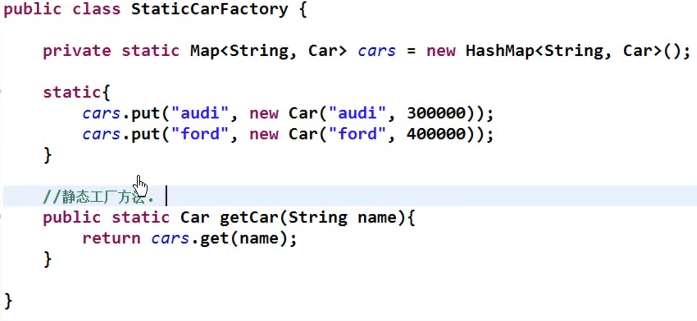 public class StaticCarFactory {
private static Map<String, Car> cars = new HashMap<String, Car>();
static{
cars.put("audi", new Car("audi", 300000));
cars.put("ford", new Car("ford", 400000));
}
//静态工厂方法.
public static Car getCar(String name){
return cars.get(name);
}
}